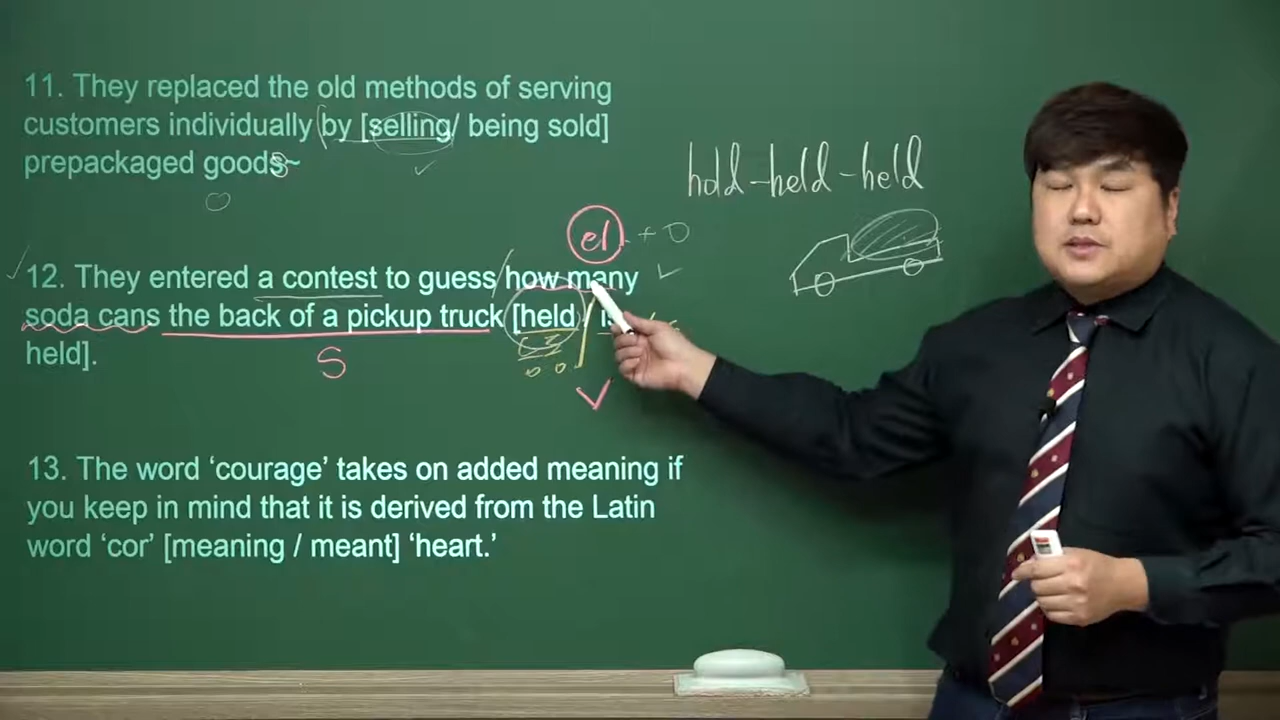 11. They replaced the old methods of serving
customers individually by [selling/ being sold]
prepackaged goods~
hold – held – held
el + O
12. They entered a contest to guess how many
soda cans the back of a pickup truck [held /
held].
S
13. The word ‘courage’ takes on added meaning if
you keep in mind that it is derived from the Latin
word ‘cor’ [meaning / meant] ‘heart.’